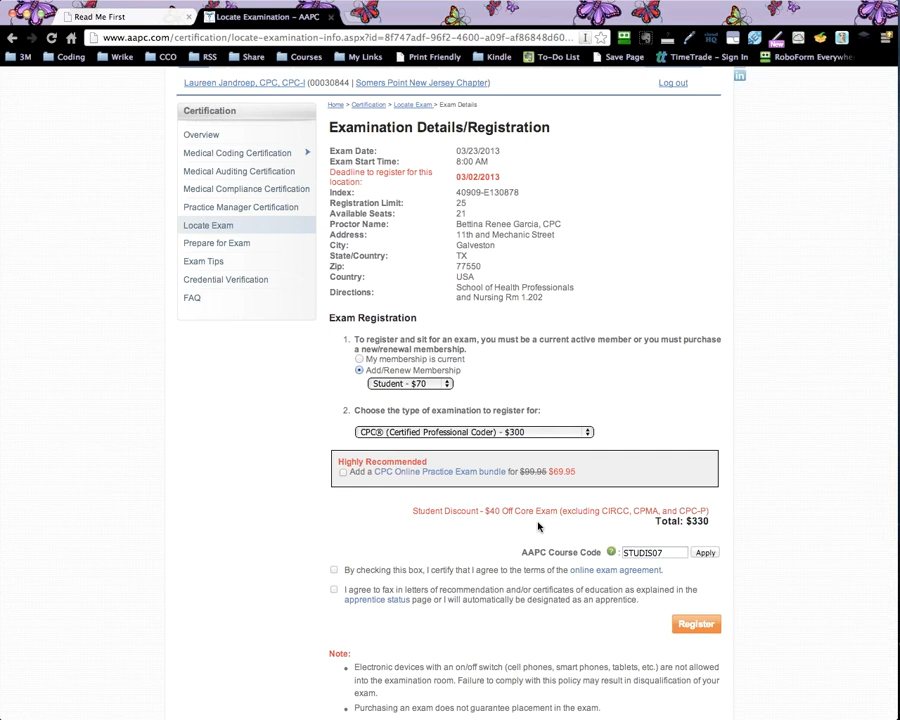 Read Me First
Locate Examination – AAPC
www.aapc.com/certification/locate-examination-info.aspx?id=8f747adf-96f2-4600-a09f-af86848d60...
3M Coding Wrike CCO RSS Share Courses My Links Print Friendly Kindle To-Do List Save Page TimeTrade – Sign In RoboForm Everywhe
Laureen Jandroep, CPC, CPC-I (00030844 | Somers Point New Jersey Chapter)
Log out
Certification
Overview
Medical Coding Certification
Medical Auditing Certification
Medical Compliance Certification
Practice Manager Certification
Locate Exam
Prepare for Exam
Exam Tips
Credential Verification
FAQ
Home > Certification > Locate Exam > Exam Details
Examination Details/Registration
Exam Date: 03/23/2013
Exam Start Time: 8:00 AM
Deadline to register for this
location: 03/02/2013
Index: 40909-E130878
Registration Limit: 25
Available Seats: 21
Proctor Name: Bettina Renee Garcia, CPC
Address: 11th and Mechanic Street
City: Galveston
State/Country: TX
Zip: 77550
Country: USA
Directions: School of Health Professionals
and Nursing Rm 1.202
Exam Registration
1. To register and sit for an exam, you must be a current active member or you must purchase
a new/renewal membership.
My membership is current
Add/Renew Membership
Student - $70
2. Choose the type of examination to register for:
CPC® (Certified Professional Coder) - $300
Highly Recommended
Add a CPC Online Practice Exam bundle for $99.95 $69.95
Student Discount - $40 Off Core Exam (excluding CIRCC, CPMA, and CPC-P)
Total: $330
AAPC Course Code ? : STUDIS07 Apply
By checking this box, I certify that I agree to the terms of the online exam agreement.
I agree to fax in letters of recommendation and/or certificates of education as explained in the
apprentice status page or I will automatically be designated as an apprentice.
Register
Note:
• Electronic devices with an on/off switch (cell phones, smart phones, tablets, etc.) are not allowed
into the examination room. Failure to comply with this policy may result in disqualification of your
exam.
• Purchasing an exam does not guarantee placement in the exam.